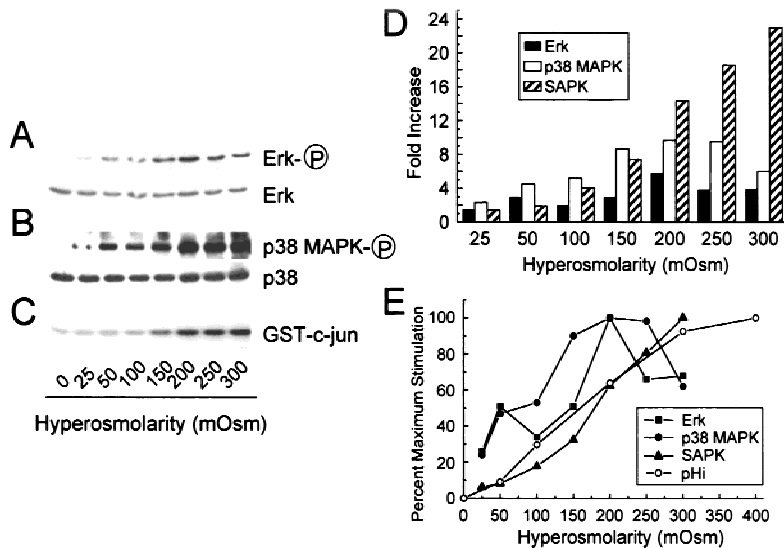 A
Erk-Ⓟ
Erk
B
p38 MAPK-Ⓟ
p38
C
GST-c-jun
0 25 50 100 150 200 250 300
Hyperosmolarity (mOsm)
D
Fold Increase
24
20
16
12
8
4
0
Erk
p38 MAPK
SAPK
25 50 100 150 200 250 300
Hyperosmolarity (mOsm)
E
Percent Maximum Stimulation
100
80
60
40
20
0
Erk
p38 MAPK
SAPK
pHi
0 50 100 150 200 250 300 350 400
Hyperosmolarity (mOsm)